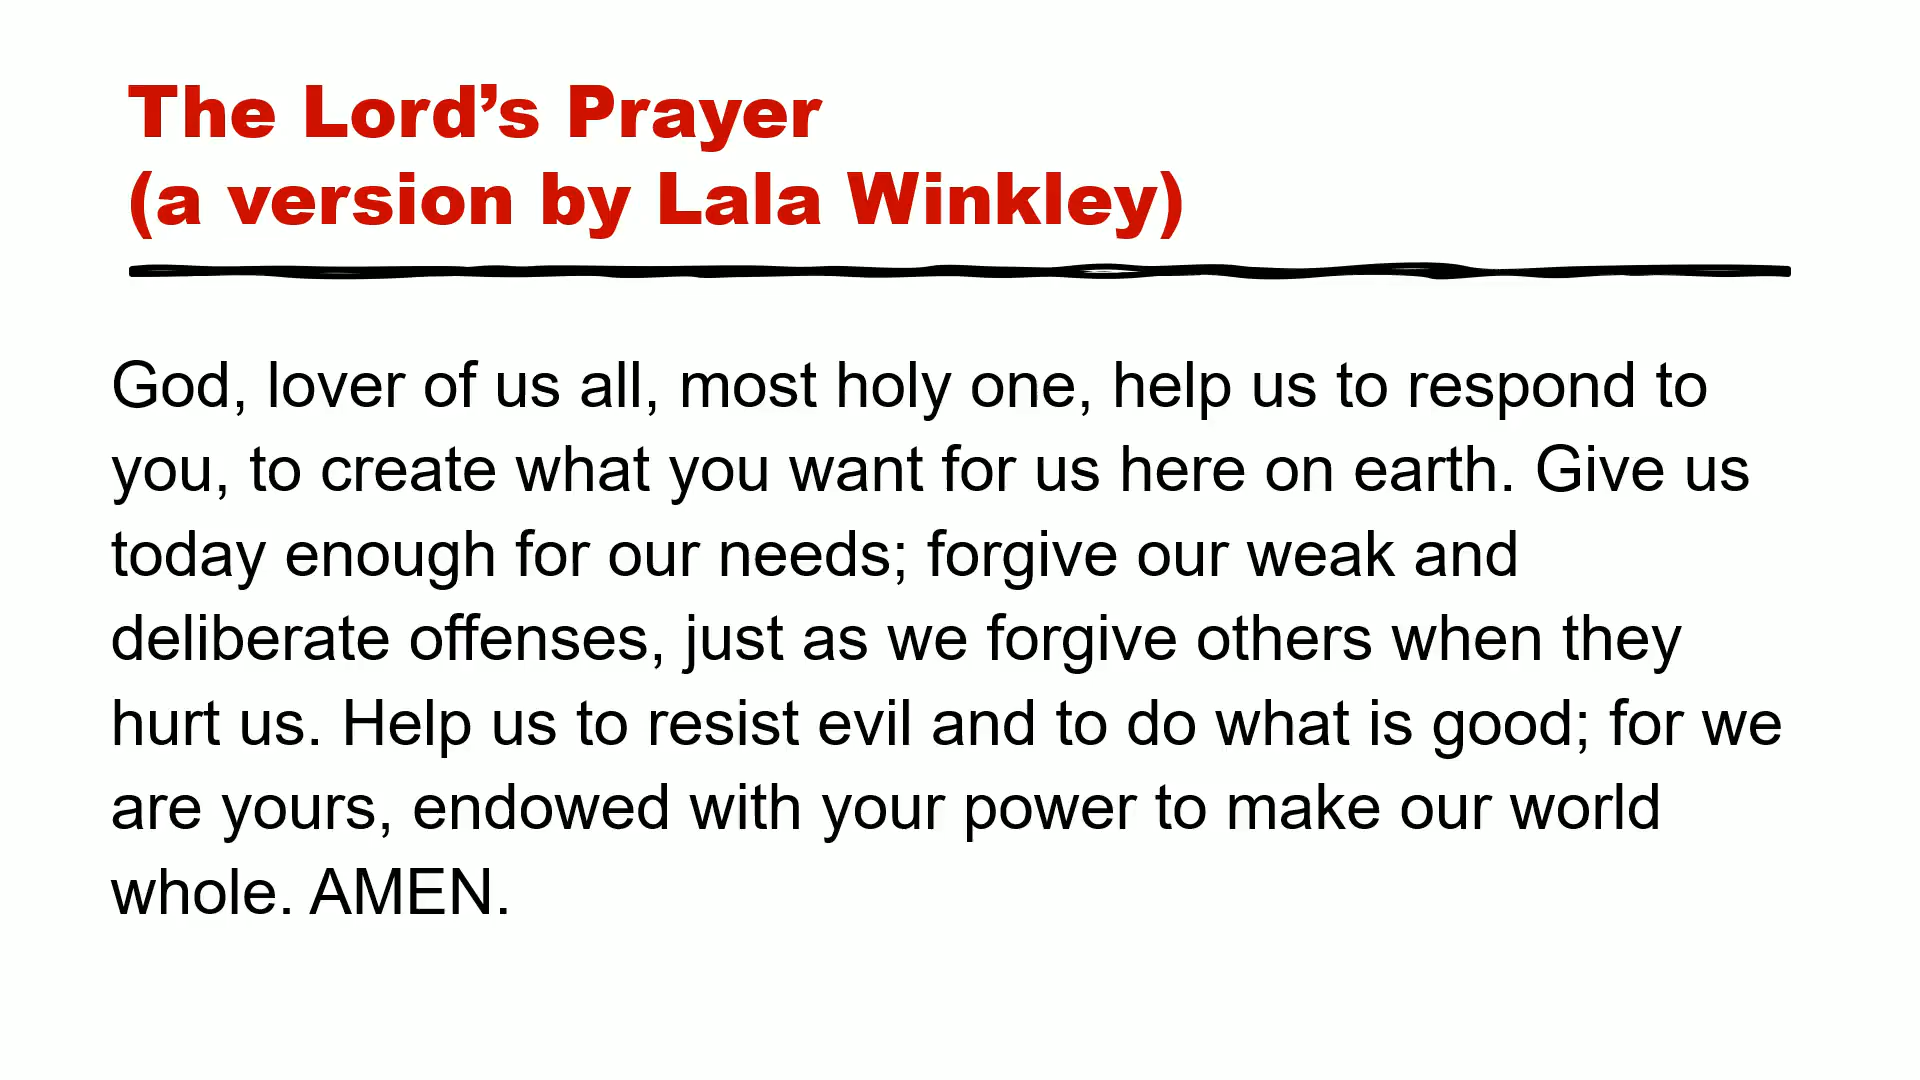 The Lord’s Prayer
(a version by Lala Winkley)
God, lover of us all, most holy one, help us to respond to
you, to create what you want for us here on earth. Give us
today enough for our needs; forgive our weak and
deliberate offenses, just as we forgive others when they
hurt us. Help us to resist evil and to do what is good; for we
are yours, endowed with your power to make our world
whole. AMEN.